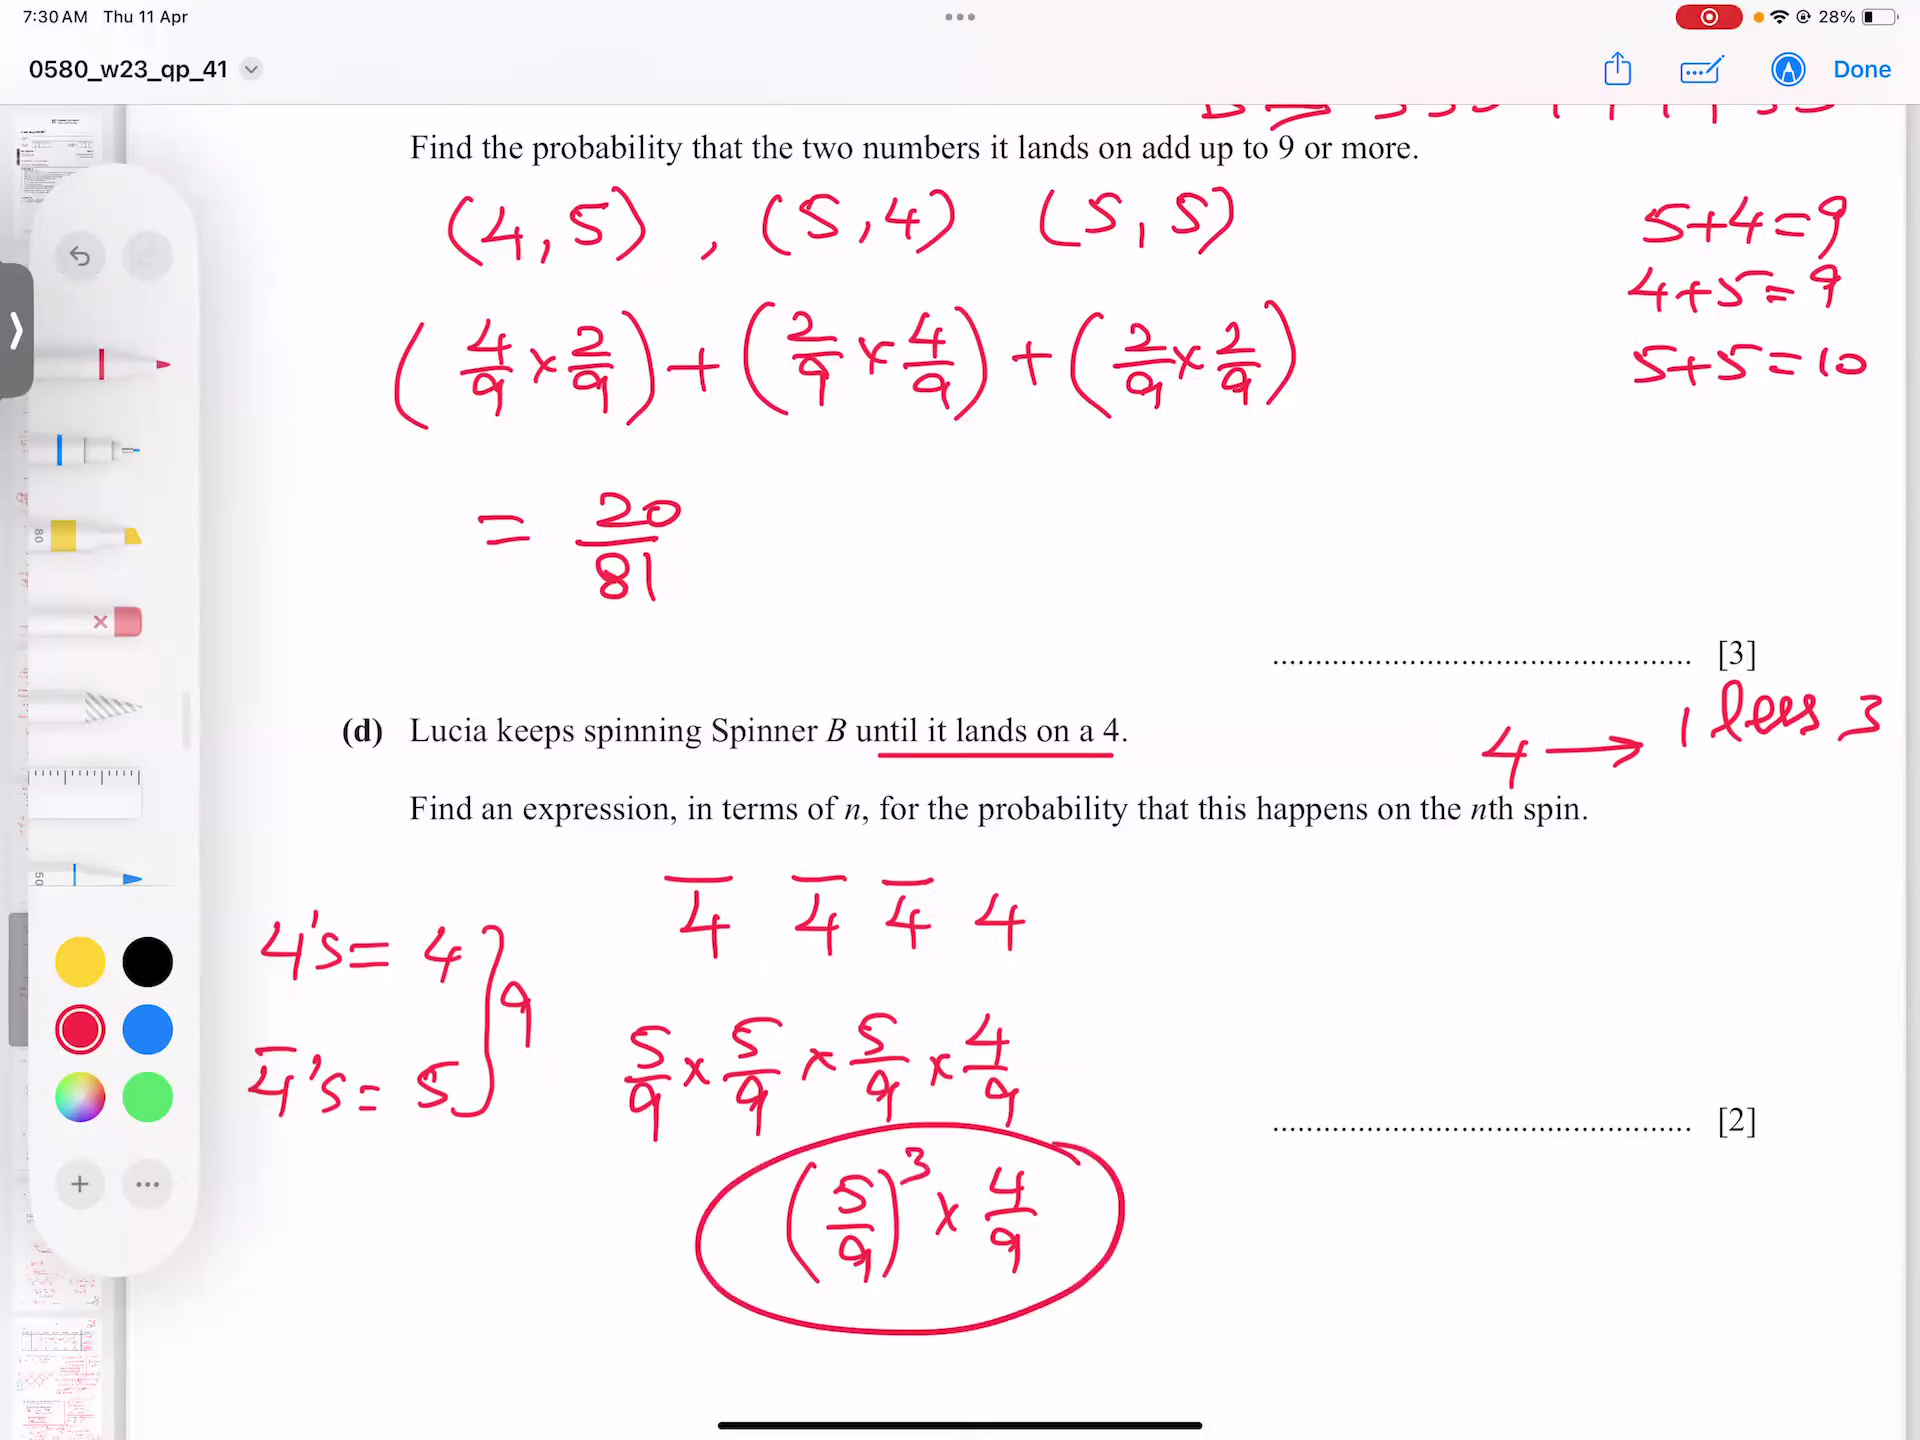 7:30 AM Thu 11 Apr
28%
0580_w23_qp_41
Done
Find the probability that the two numbers it lands on add up to 9 or more.
(4,5) , (5,4) (5,5)
5+4=9
4+5=9
5+5=10
(4/9 × 2/9) + (2/9 × 4/9) + (2/9 × 2/9)
= 20/81
[3]
(d) Lucia keeps spinning Spinner B until it lands on a 4.
4 → 1 less 3
Find an expression, in terms of n, for the probability that this happens on the nth spin.
4̅ 4̅ 4̅ 4
4's = 4
9
4̅'s = 5
5/9 × 5/9 × 5/9 × 4/9
[2]
(5/9)³ × 4/9
80
50